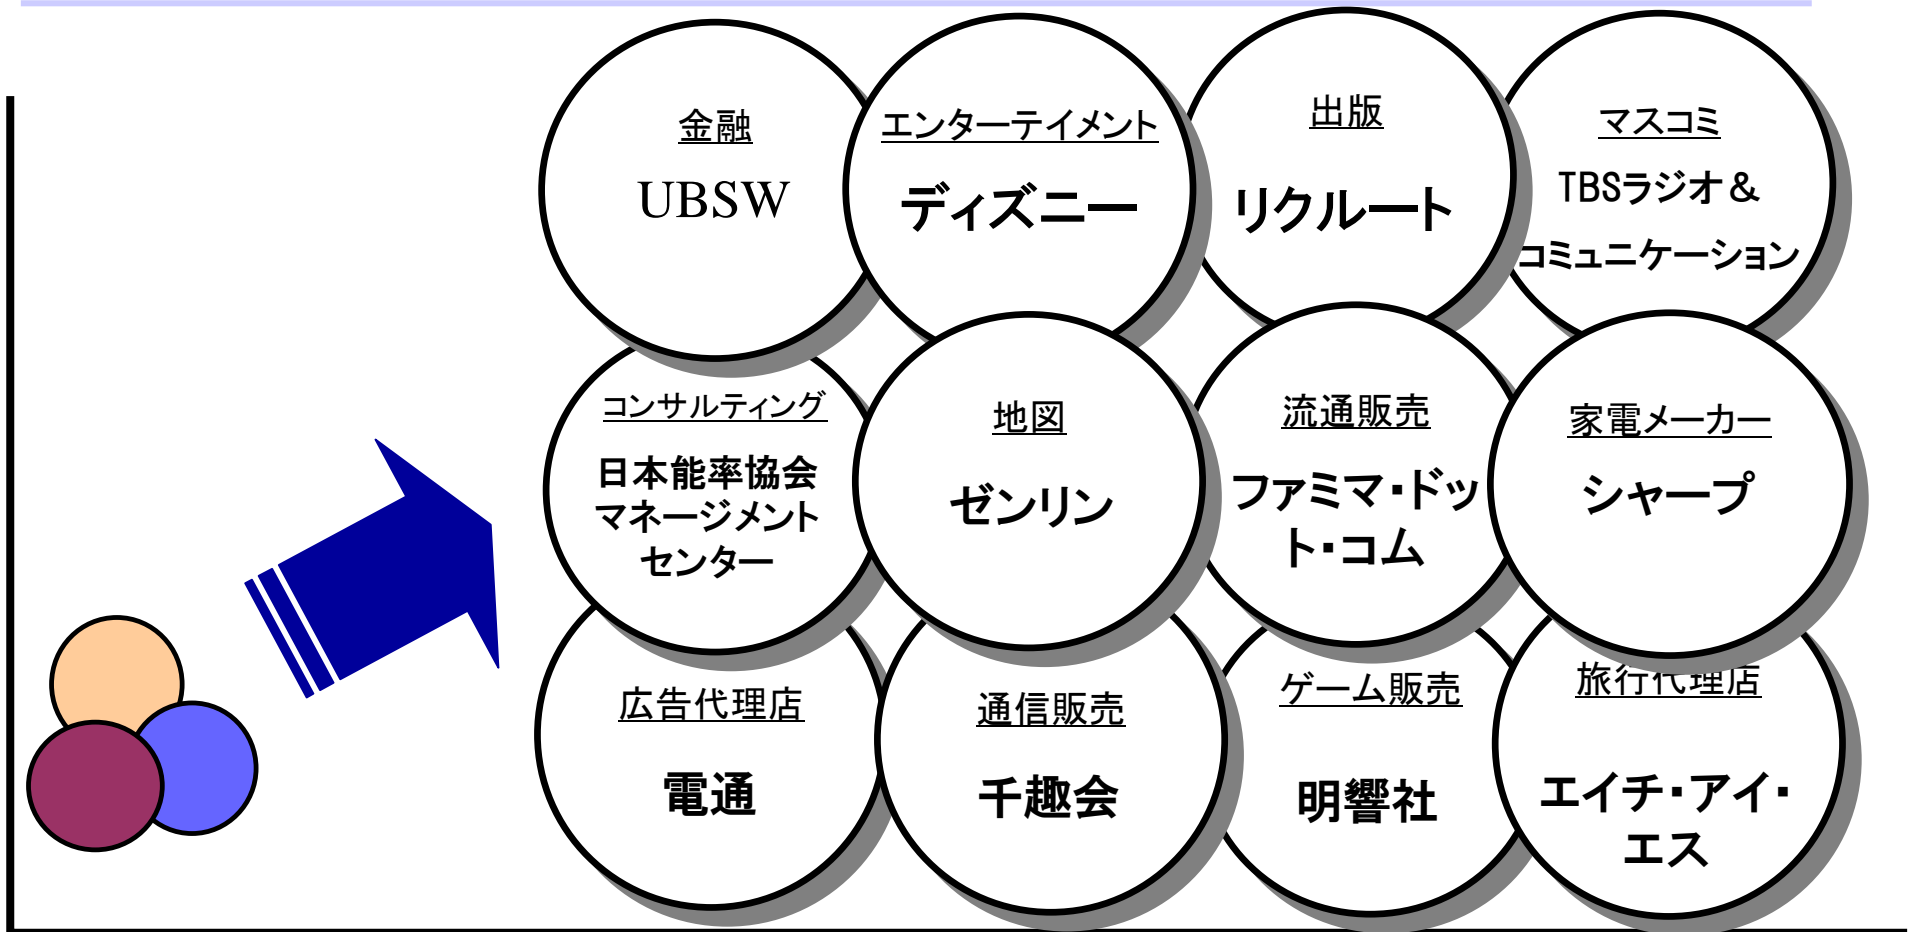 金融
UBSW
エンターテイメント
ディズニー
出版
リクルート
マスコミ
TBSラジオ＆
コミュニケーション
コンサルティング
日本能率協会
マネージメント
センター
地図
ゼンリン
流通販売
ファミマ・ドッ
ト・コム
家電メーカー
シャープ
広告代理店
電通
通信販売
千趣会
ゲーム販売
明響社
旅行代理店
エイチ・アイ・
エス